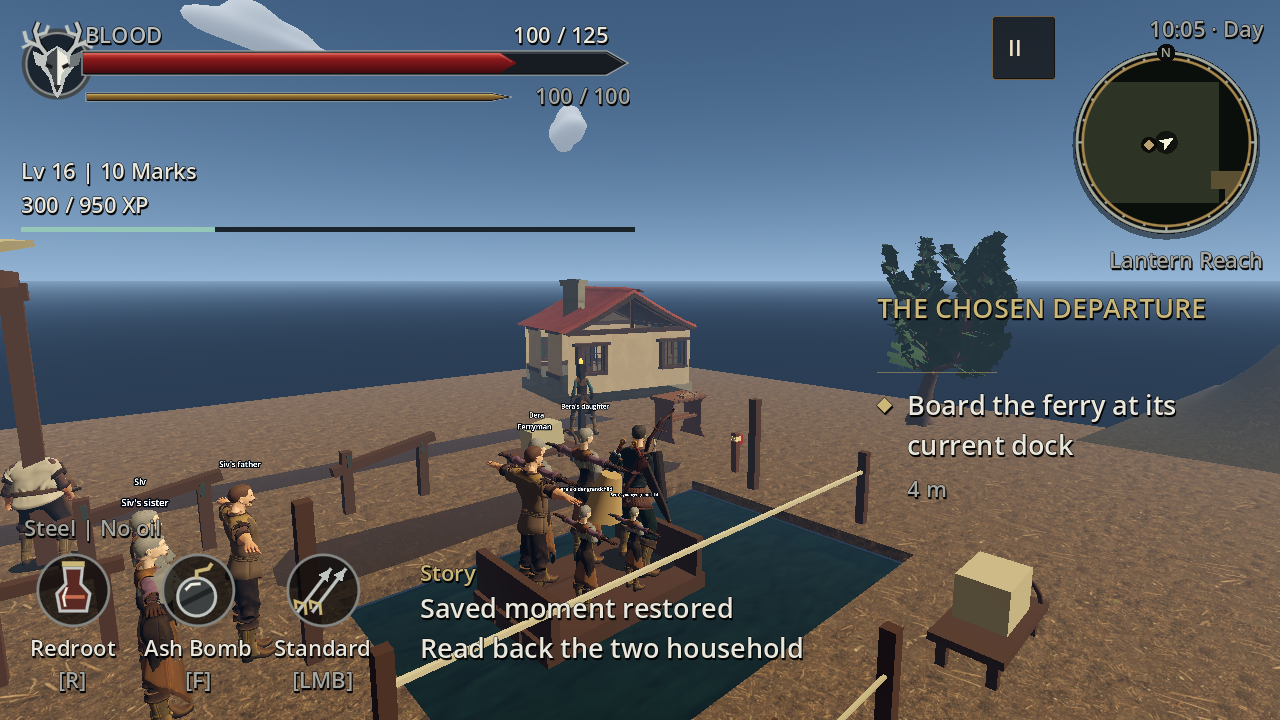 BLOOD
100 / 125
100 / 100
10:05 · Day
N
Lv 16 | 10 Marks
300 / 950 XP
Lantern Reach
THE CHOSEN DEPARTURE
Board the ferry at its
current dock
4 m
Bera's daughter
Ferryman
Siv's father
Siv
Siv's sister
Steel | No oil
Story
Saved moment restored
Read back the two household
Redroot
Ash Bomb
Standard
[R]
[F]
[LMB]